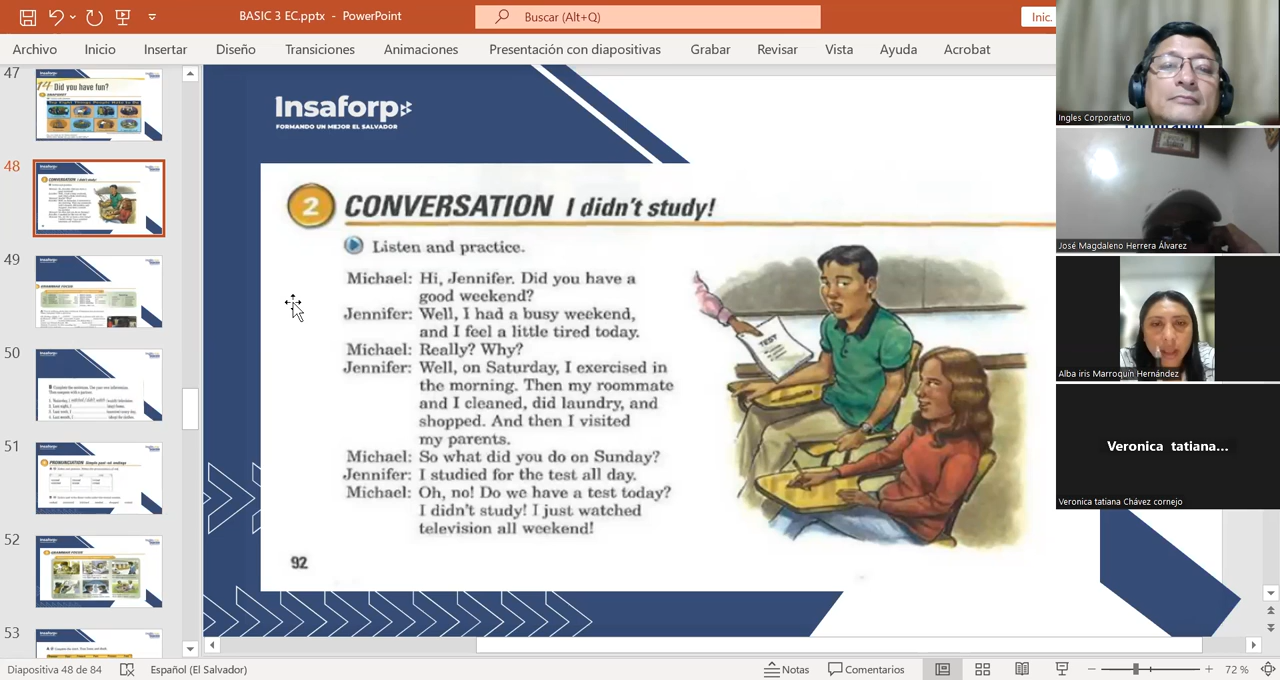 BASIC 3 EC.pptx - PowerPoint
Buscar (Alt+Q)
Inic.
Archivo Inicio Insertar Diseño Transiciones Animaciones Presentación con diapositivas Grabar Revisar Vista Ayuda Acrobat
47
14 Did you have fun?
48
49
50
51
52
53
Insaforp
FORMANDO UN MEJOR EL SALVADOR
2 CONVERSATION I didn't study!
Listen and practice.
Michael: Hi, Jennifer. Did you have a
good weekend?
Jennifer: Well, I had a busy weekend,
and I feel a little tired today.
Michael: Really? Why?
Jennifer: Well, on Saturday, I exercised in
the morning. Then my roommate
and I cleaned, did laundry, and
shopped. And then I visited
my parents.
Michael: So what did you do on Sunday?
Jennifer: I studied for the test all day.
Michael: Oh, no! Do we have a test today?
I didn't study! I just watched
television all weekend!
92
TEST
Ingles Corporativo
José Magdaleno Herrera Álvarez
Alba iris Marroquin Hernández
Veronica tatiana...
Veronica tatiana Chávez cornejo
Diapositiva 48 de 84
Español (El Salvador)
Notas
Comentarios
72 %